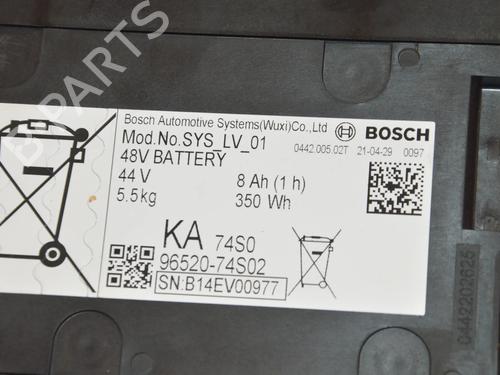 B PARTS
Bosch Automotive Systems(Wuxi)Co.,Ltd
BOSCH
Mod.No.SYS_LV_01
0442.005.02T 21-04-29 0097
48V BATTERY
44 V 8 Ah (1 h)
5.5kg 350 Wh
KA 74S0
96520-74S02
SN:B14EV00977
0442202625